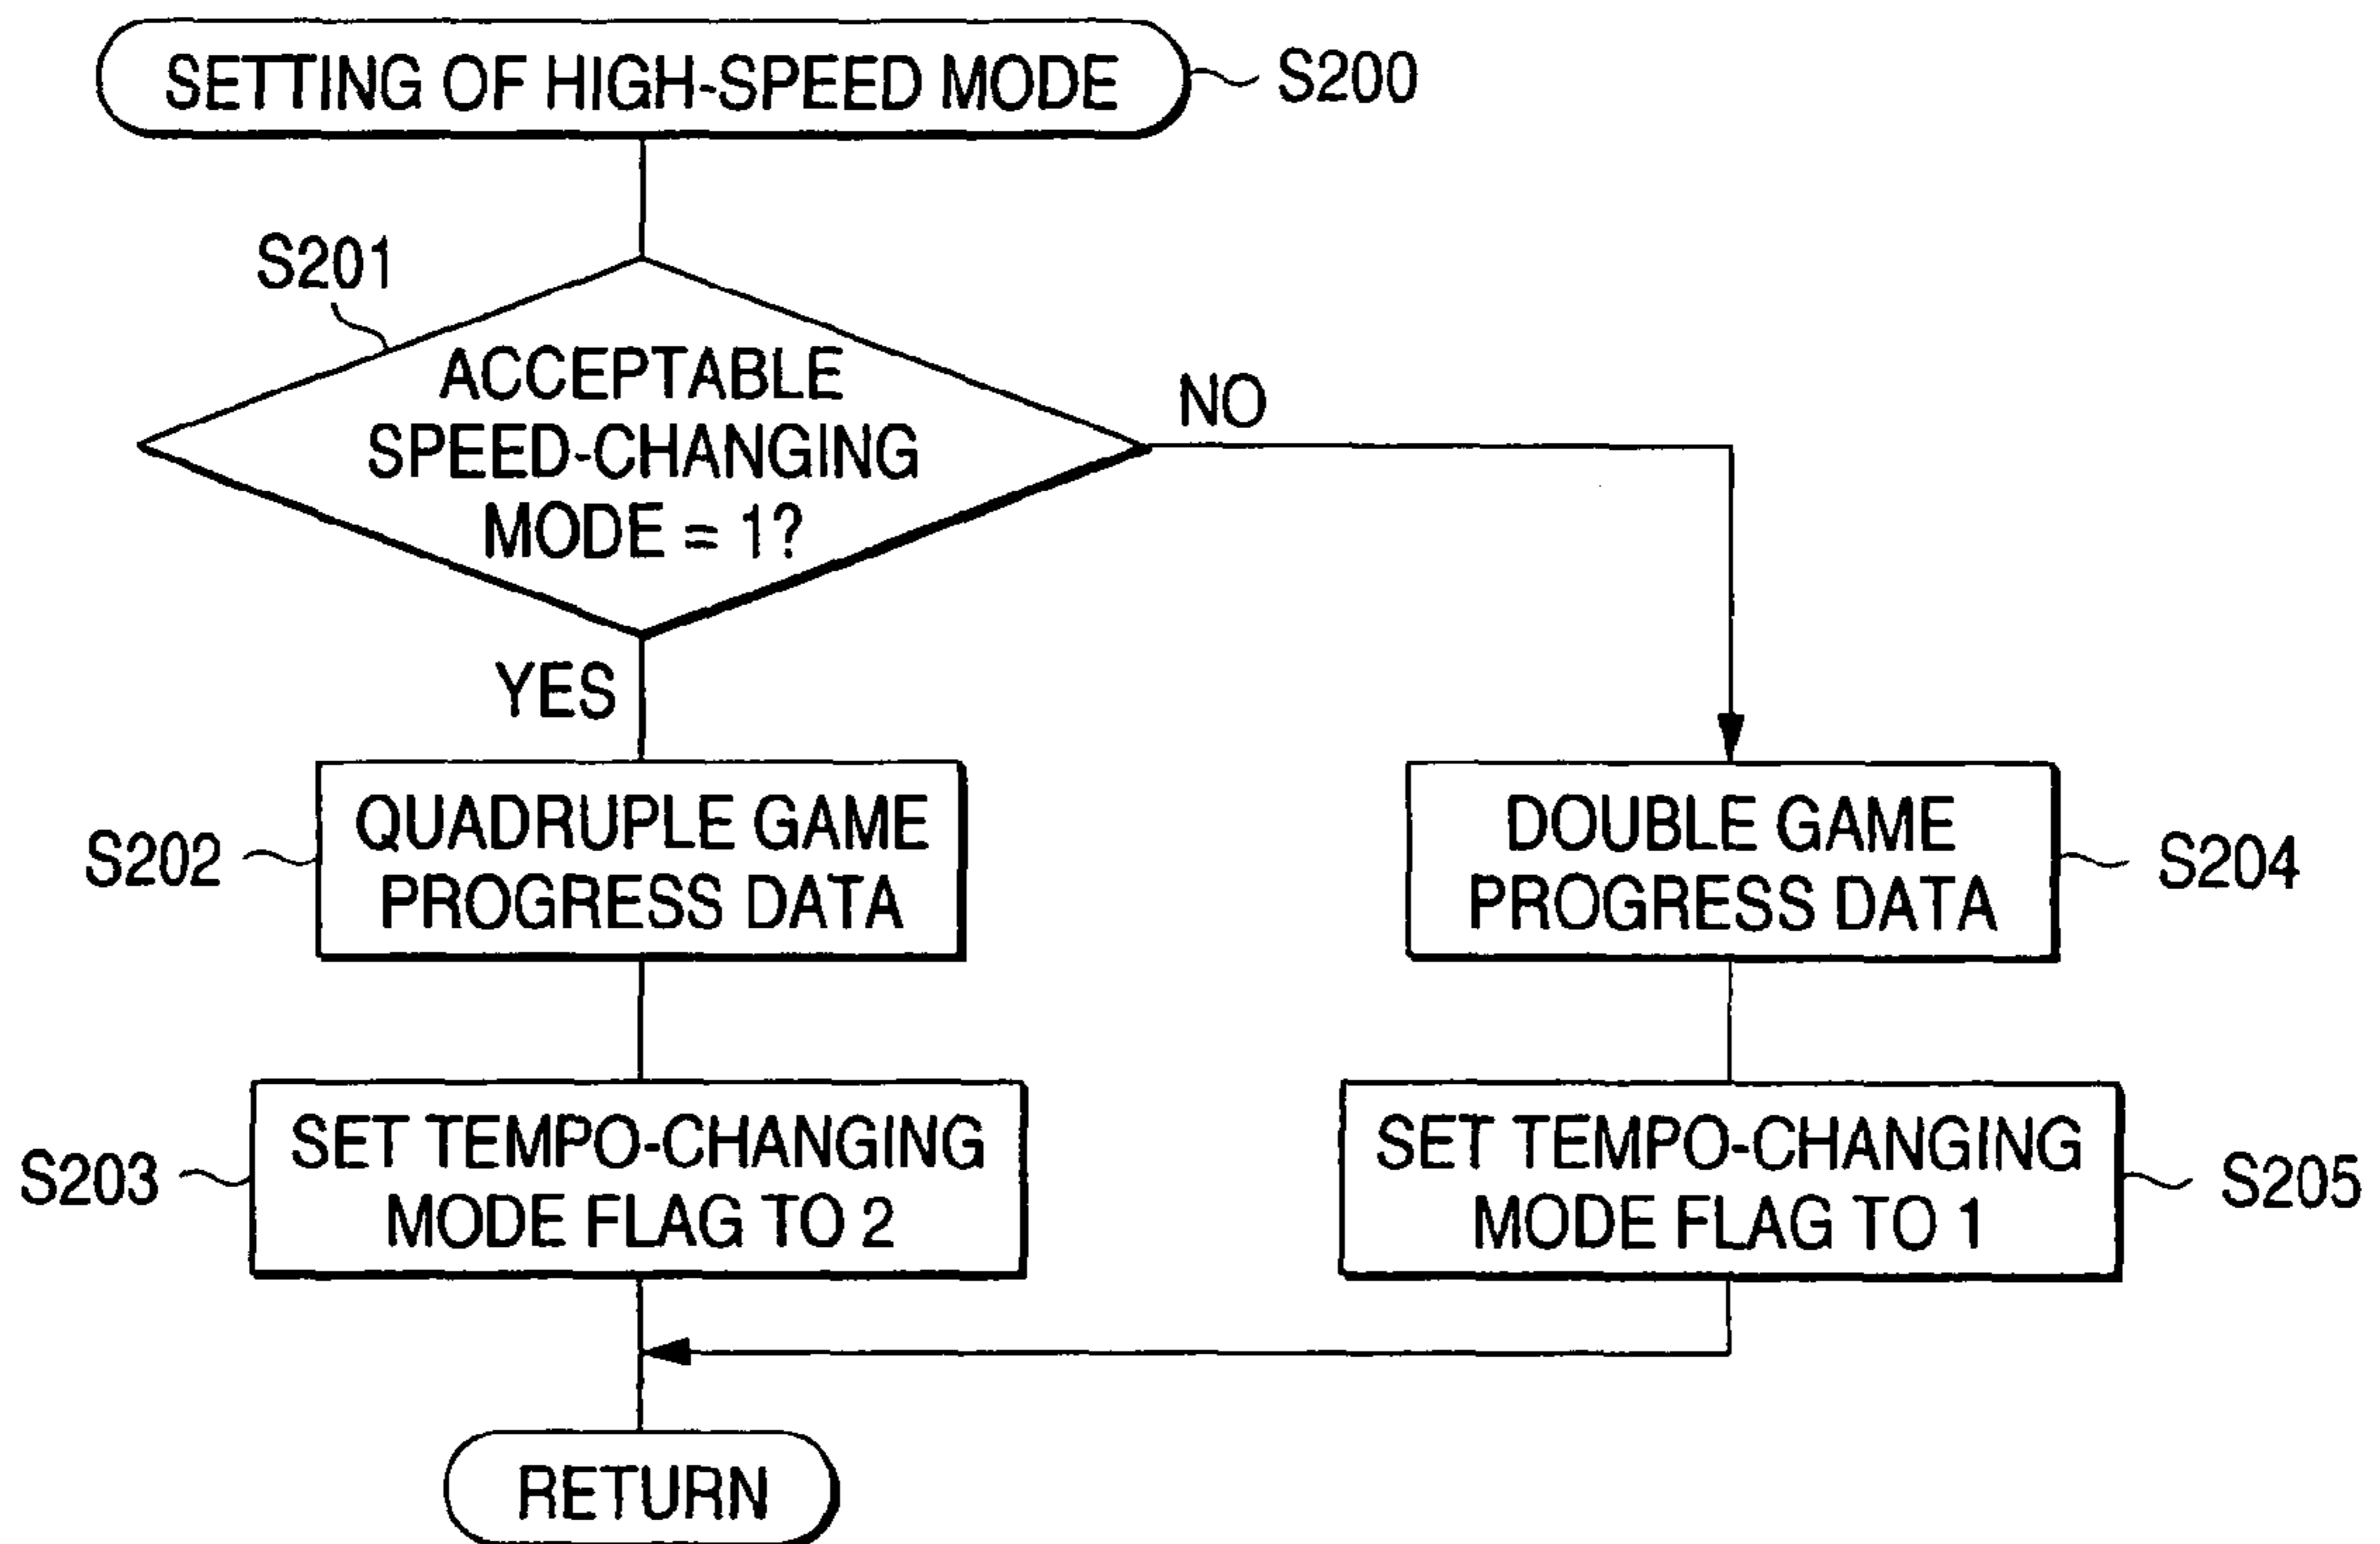 SETTING OF HIGH-SPEED MODE
S200
S201
ACCEPTABLE
SPEED-CHANGING
MODE = 1?
NO
YES
S202
QUADRUPLE GAME
PROGRESS DATA
DOUBLE GAME
PROGRESS DATA
S204
S203
SET TEMPO-CHANGING
MODE FLAG TO 2
SET TEMPO-CHANGING
MODE FLAG TO 1
S205
RETURN